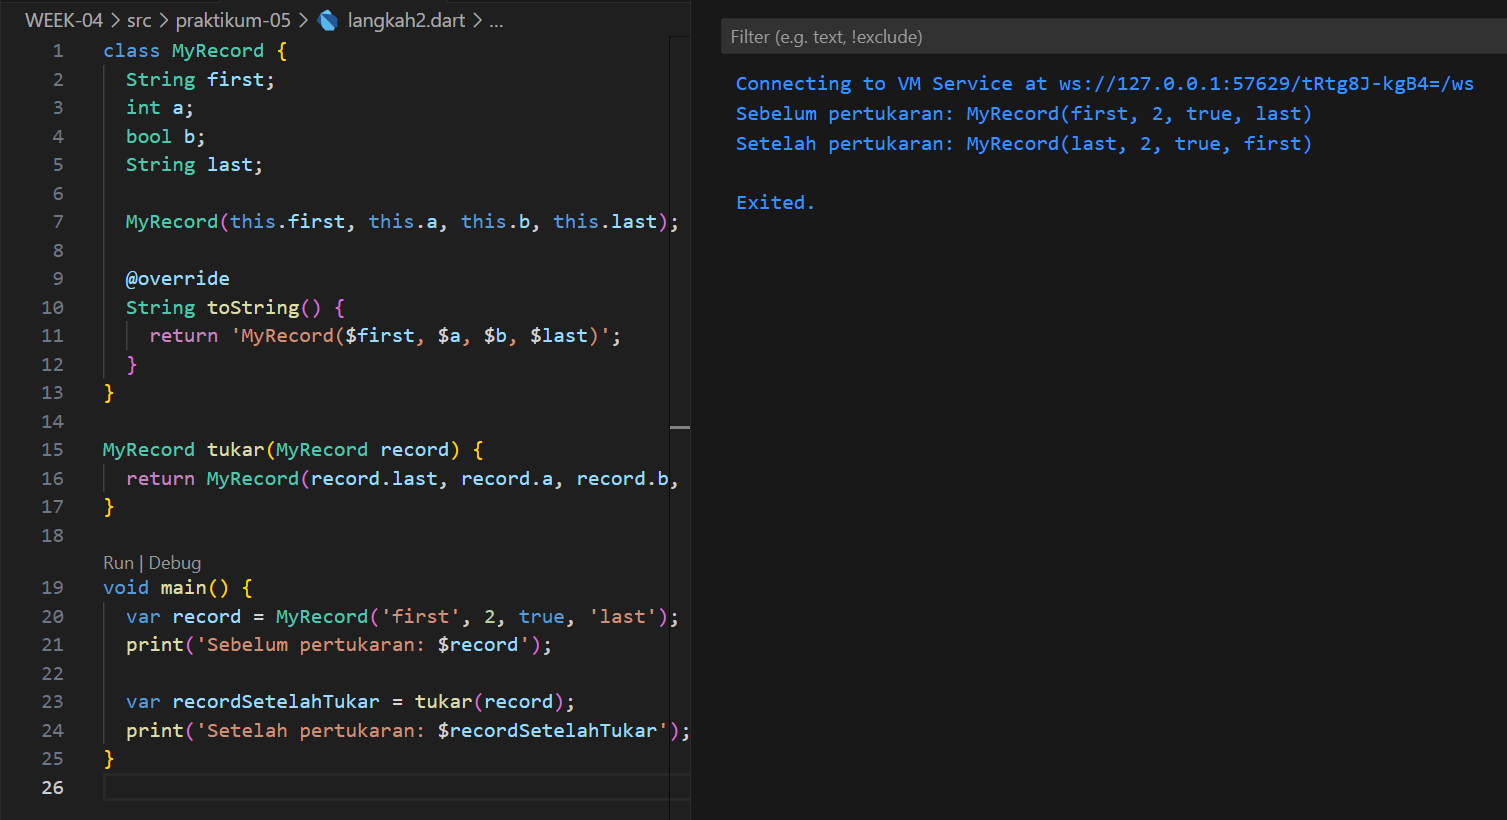 WEEK-04 > src > praktikum-05 > langkah2.dart > ...
1 class MyRecord {
2 String first;
3 int a;
4 bool b;
5 String last;
6
7 MyRecord(this.first, this.a, this.b, this.last);
8
9 @override
10 String toString() {
11 return 'MyRecord($first, $a, $b, $last)';
12 }
13 }
14
15 MyRecord tukar(MyRecord record) {
16 return MyRecord(record.last, record.a, record.b,
17 }
18
Run | Debug
19 void main() {
20 var record = MyRecord('first', 2, true, 'last');
21 print('Sebelum pertukaran: $record');
22
23 var recordSetelahTukar = tukar(record);
24 print('Setelah pertukaran: $recordSetelahTukar');
25 }
26
Filter (e.g. text, !exclude)
Connecting to VM Service at ws://127.0.0.1:57629/tRtg8J-kgB4=/ws
Sebelum pertukaran: MyRecord(first, 2, true, last)
Setelah pertukaran: MyRecord(last, 2, true, first)
Exited.